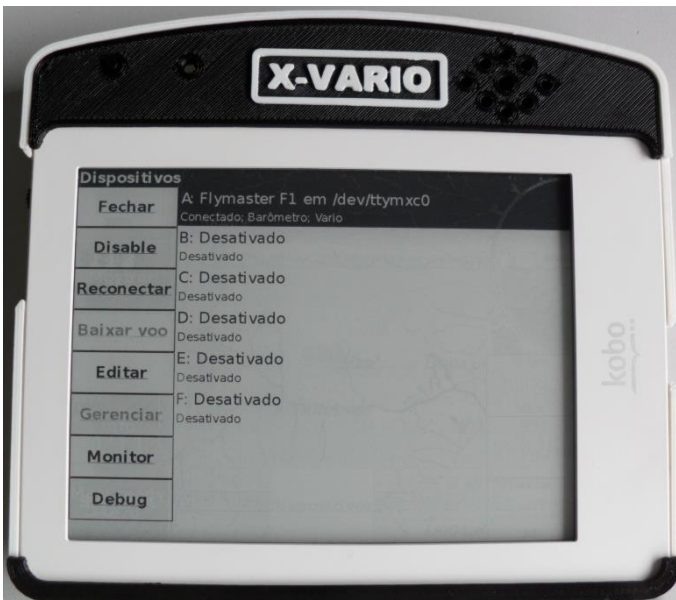 X-VARIO
Dispositivos
Fechar
A: Flymaster F1 em /dev/ttymxc0
Conectado; Barômetro; Vario
Disable
B: Desativado
Desativado
Reconectar
C: Desativado
Desativado
Baixar voo
D: Desativado
Desativado
Editar
E: Desativado
Desativado
Gerenciar
F: Desativado
Desativado
Monitor
Debug
kobo